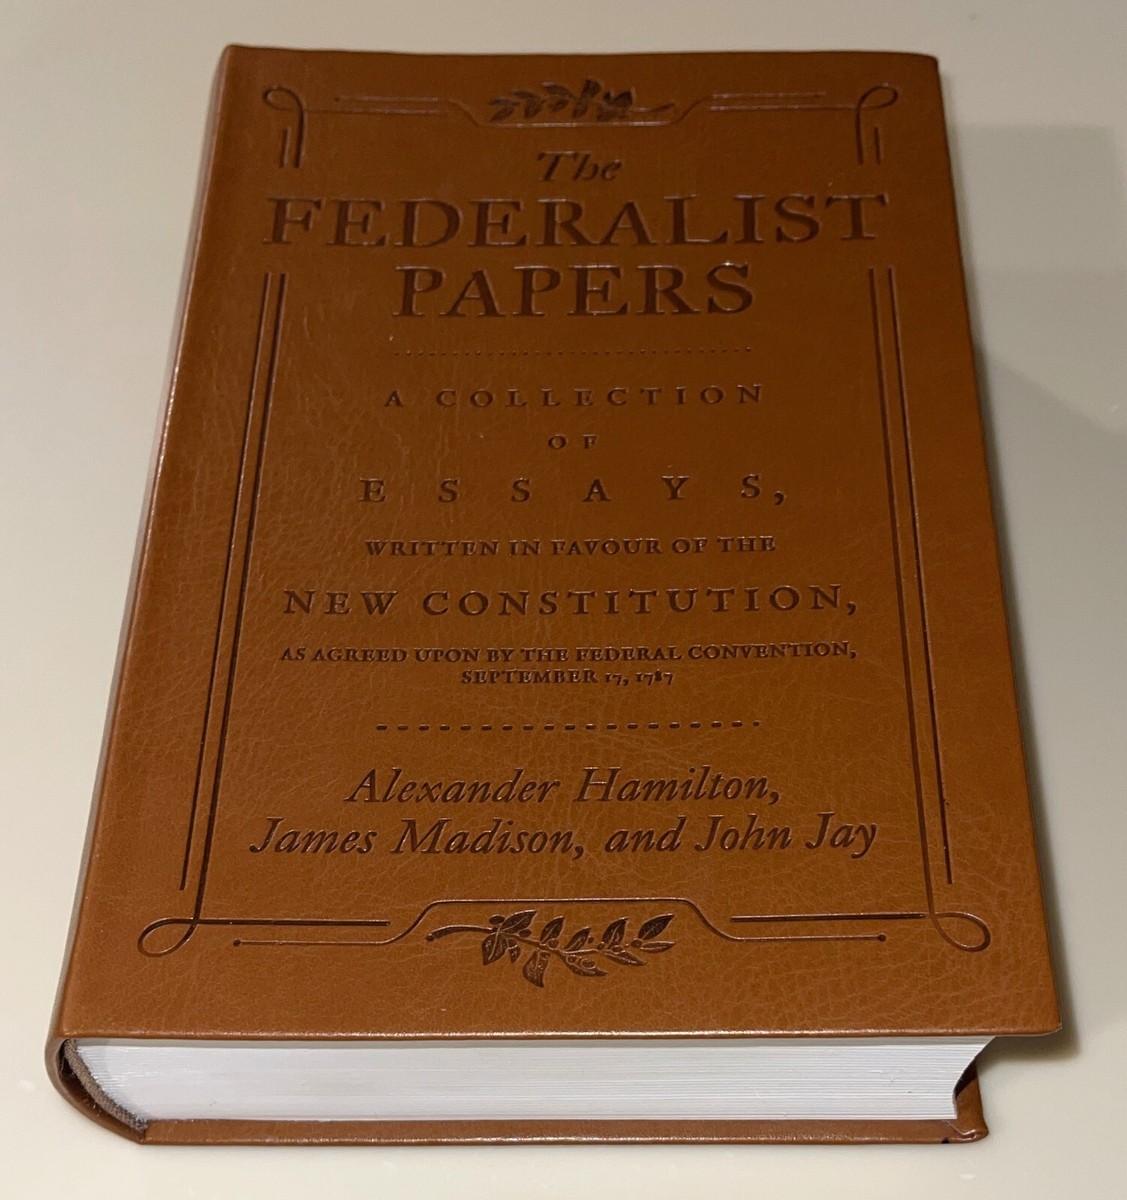 The
FEDERALIST
PAPERS
A COLLECTION
OF
ESSAYS,
WRITTEN IN FAVOUR OF THE
NEW CONSTITUTION,
AS AGREED UPON BY THE FEDERAL CONVENTION,
SEPTEMBER 17, 1787
Alexander Hamilton,
James Madison, and John Jay